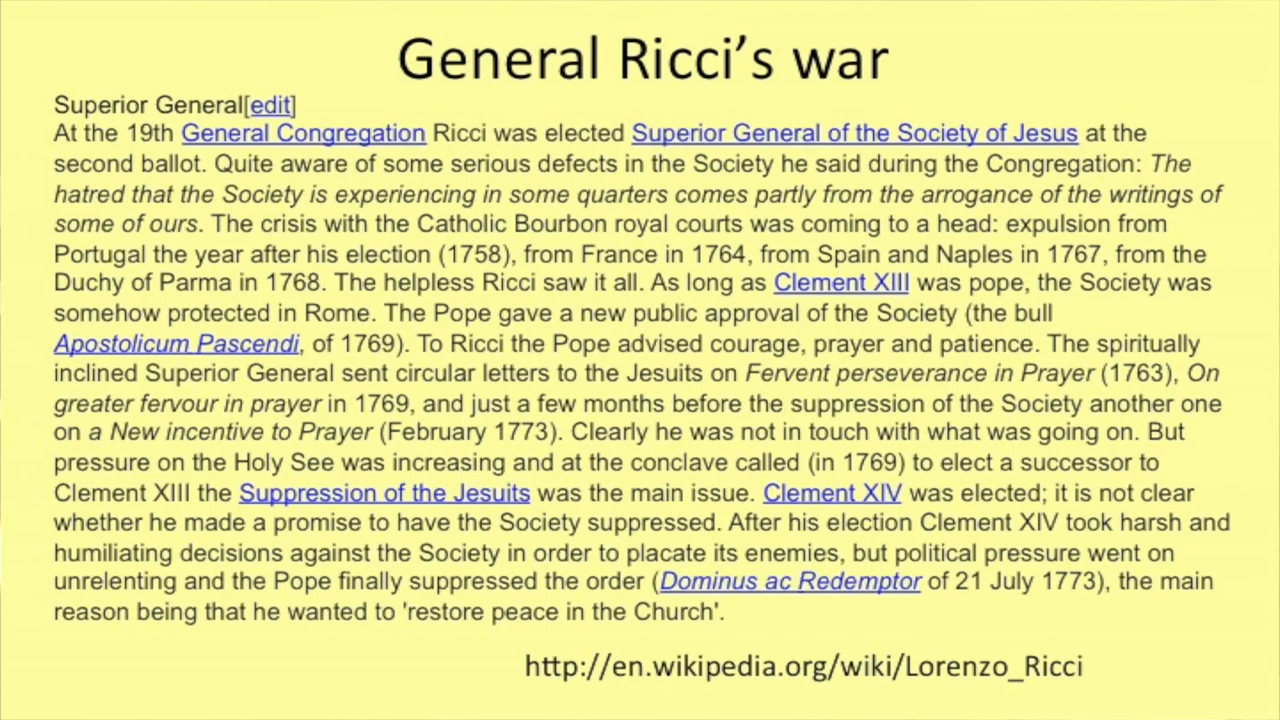 General Ricci’s war
Superior General[edit]
At the 19th General Congregation Ricci was elected Superior General of the Society of Jesus at the
second ballot. Quite aware of some serious defects in the Society he said during the Congregation: The
hatred that the Society is experiencing in some quarters comes partly from the arrogance of the writings of
some of ours. The crisis with the Catholic Bourbon royal courts was coming to a head: expulsion from
Portugal the year after his election (1758), from France in 1764, from Spain and Naples in 1767, from the
Duchy of Parma in 1768. The helpless Ricci saw it all. As long as Clement XIII was pope, the Society was
somehow protected in Rome. The Pope gave a new public approval of the Society (the bull
Apostolicum Pascendi, of 1769). To Ricci the Pope advised courage, prayer and patience. The spiritually
inclined Superior General sent circular letters to the Jesuits on Fervent perseverance in Prayer (1763), On
greater fervour in prayer in 1769, and just a few months before the suppression of the Society another one
on a New incentive to Prayer (February 1773). Clearly he was not in touch with what was going on. But
pressure on the Holy See was increasing and at the conclave called (in 1769) to elect a successor to
Clement XIII the Suppression of the Jesuits was the main issue. Clement XIV was elected; it is not clear
whether he made a promise to have the Society suppressed. After his election Clement XIV took harsh and
humiliating decisions against the Society in order to placate its enemies, but political pressure went on
unrelenting and the Pope finally suppressed the order (Dominus ac Redemptor of 21 July 1773), the main
reason being that he wanted to 'restore peace in the Church'.
http://en.wikipedia.org/wiki/Lorenzo_Ricci